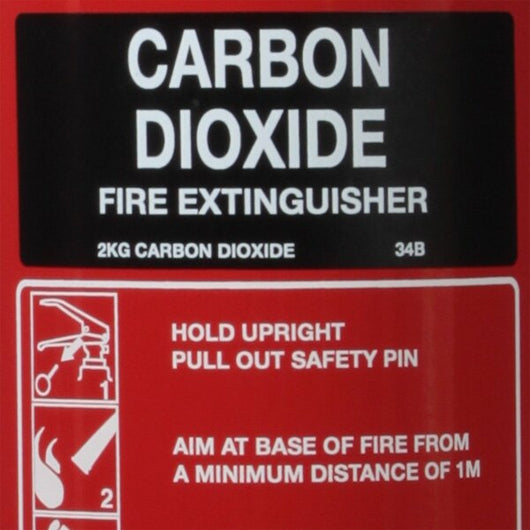 CARBON
DIOXIDE
FIRE EXTINGUISHER
2KG CARBON DIOXIDE 34B
HOLD UPRIGHT
PULL OUT SAFETY PIN
1
AIM AT BASE OF FIRE FROM
A MINIMUM DISTANCE OF 1M
2